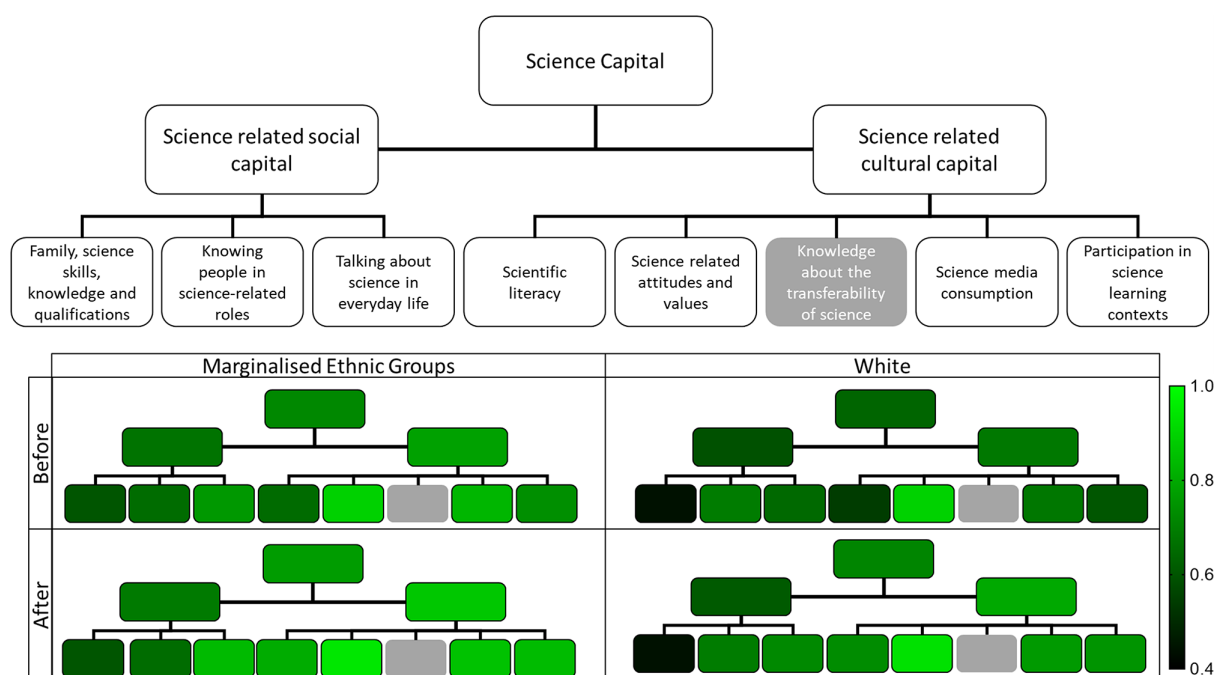 Science Capital
Science related social
capital
Science related
cultural capital
Family, science
skills,
knowledge and
qualifications
Knowing
people in
science-related
roles
Talking about
science in
everyday life
Scientific
literacy
Science related
attitudes and
values
Knowledge
about the
transferability
of science
Science media
consumption
Participation in
science
learning
contexts
Marginalised Ethnic Groups
White
Before
After
1.0
0.8
0.6
0.4